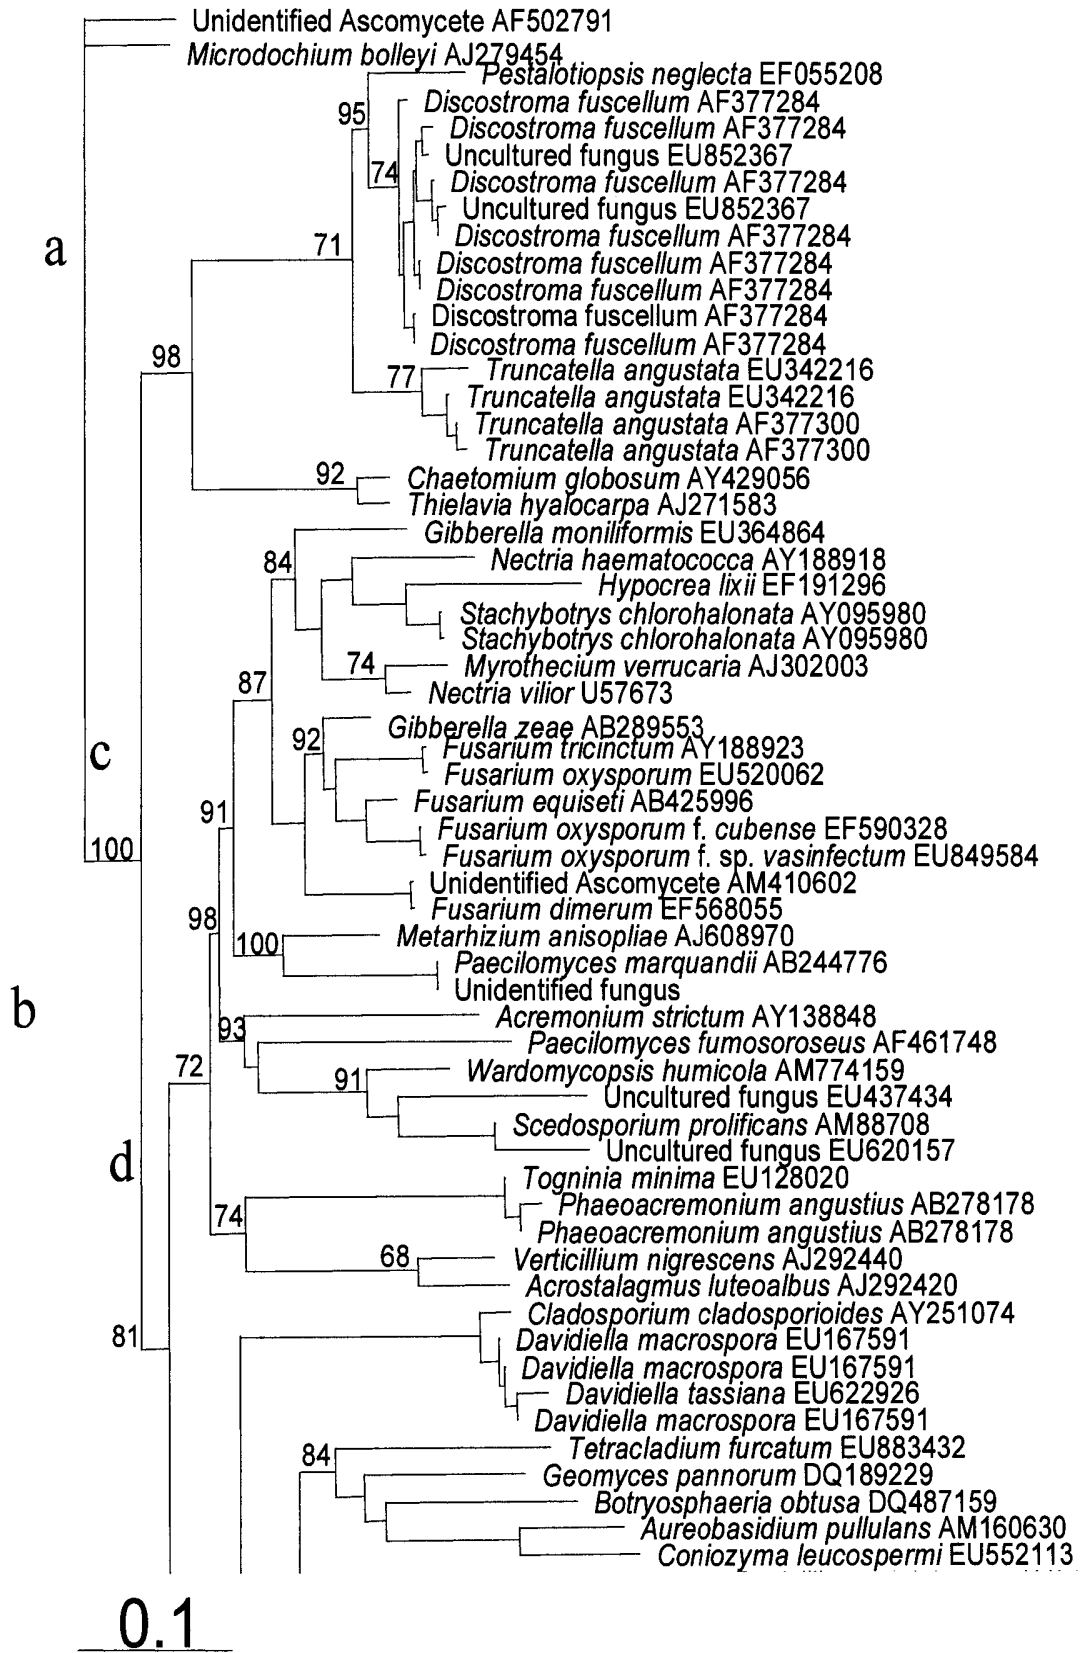 Unidentified Ascomycete AF502791
Microdochium bolleyi AJ279454
Pestalotiopsis neglecta EF055208
95
Discostroma fuscellum AF377284
Discostroma fuscellum AF377284
Uncultured fungus EU852367
74
Discostroma fuscellum AF377284
Uncultured fungus EU852367
Discostroma fuscellum AF377284
a
71
Discostroma fuscellum AF377284
Discostroma fuscellum AF377284
Discostroma fuscellum AF377284
Discostroma fuscellum AF377284
98
Truncatella angustata EU342216
77
Truncatella angustata EU342216
Truncatella angustata AF377300
Truncatella angustata AF377300
92
Chaetomium globosum AY429056
Thielavia hyalocarpa AJ271583
Gibberella moniliformis EU364864
84
Nectria haematococca AY188918
Hypocrea lixii EF191296
Stachybotrys chlorohalonata AY095980
Stachybotrys chlorohalonata AY095980
74
Myrothecium verrucaria AJ302003
87
Nectria vilior U57673
Gibberella zeae AB289553
92
Fusarium tricinctum AY188923
c
Fusarium oxysporum EU520062
Fusarium equiseti AB425996
91
Fusarium oxysporum f. cubense EF590328
100
Fusarium oxysporum f. sp. vasinfectum EU849584
Unidentified Ascomycete AM410602
Fusarium dimerum EF568055
98
Metarhizium anisopliae AJ608970
100
Paecilomyces marquandii AB244776
Unidentified fungus
b
Acremonium strictum AY138848
93
Paecilomyces fumosoroseus AF461748
72
Wardomycopsis humicola AM774159
91
Uncultured fungus EU437434
Scedosporium prolificans AM88708
d
Uncultured fungus EU620157
Togninia minima EU128020
Phaeoacremonium angustius AB278178
74
Phaeoacremonium angustius AB278178
68
Verticillium nigrescens AJ292440
Acrostalagmus luteoalbus AJ292420
Cladosporium cladosporioides AY251074
81
Davidiella macrospora EU167591
Davidiella macrospora EU167591
Davidiella tassiana EU622926
Davidiella macrospora EU167591
84
Tetracladium furcatum EU883432
Geomyces pannorum DQ189229
Botryosphaeria obtusa DQ487159
Aureobasidium pullulans AM160630
Coniozyma leucospermi EU552113
0.1